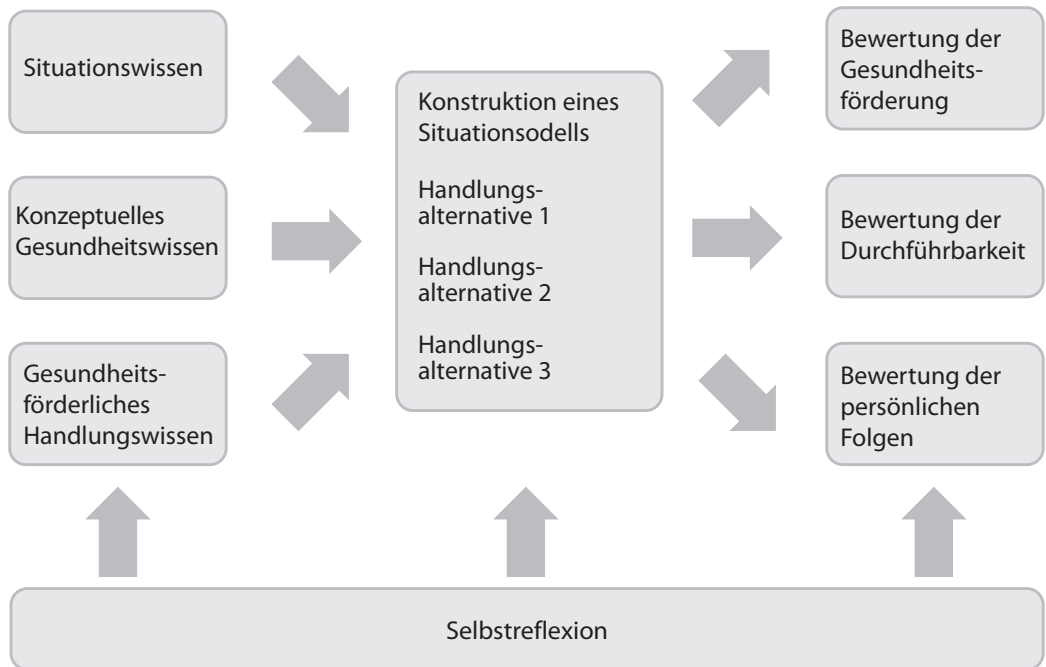 Situationswissen
Konzeptuelles
Gesundheitswissen
Gesundheits-
förderliches
Handlungswissen
Konstruktion eines
Situationsodells
Handlungs-
alternative 1
Handlungs-
alternative 2
Handlungs-
alternative 3
Bewertung der
Gesundheits-
förderung
Bewertung der
Durchführbarkeit
Bewertung der
persönlichen
Folgen
Selbstreflexion